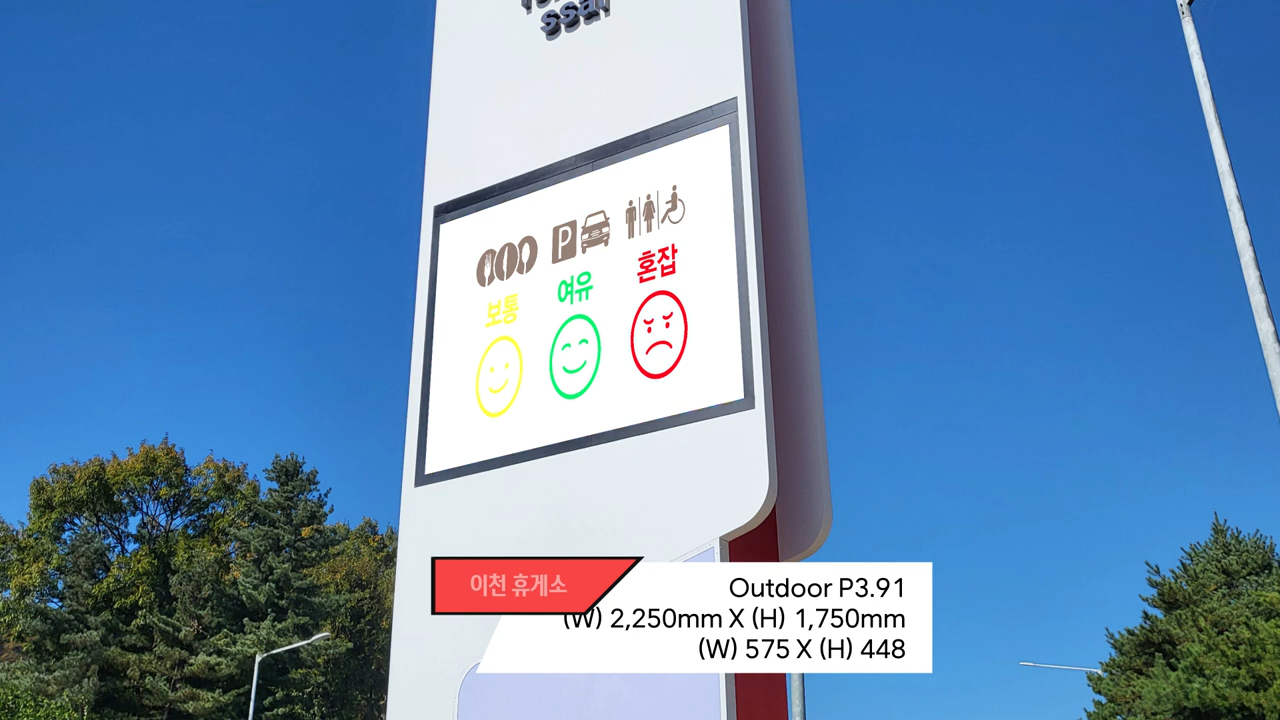 ssal
P
보통
여유
혼잡
이천 휴게소
Outdoor P3.91
(W) 2,250mm X (H) 1,750mm
(W) 575 X (H) 448